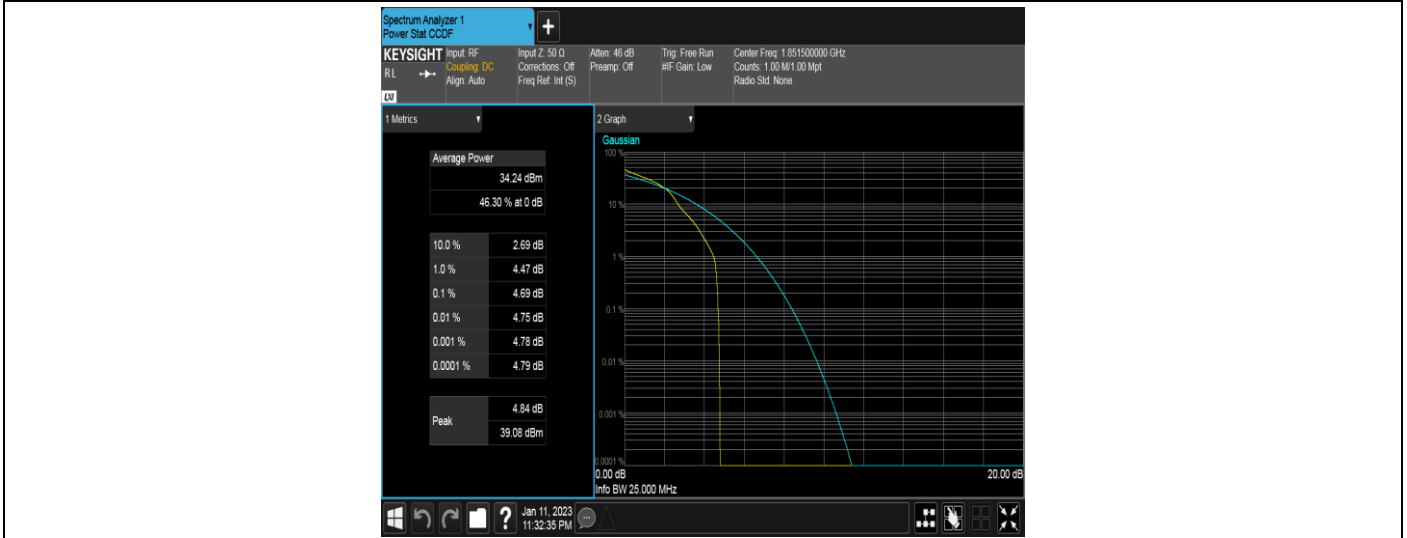 Spectrum Analyzer 1
Power Stat CCDF
+
KEYSIGHT
RL
LXI
Input: RF
Coupling: DC
Align: Auto
Input Z: 50 Ω
Corrections: Off
Freq Ref: Int (S)
Atten: 46 dB
Preamp: Off
Trig: Free Run
#IF Gain: Low
Center Freq: 1.851500000 GHz
Counts: 1.00 M/1.00 Mpt
Radio Std: None
1 Metrics
Average Power
34.24 dBm
46.30 % at 0 dB
10.0 % 2.69 dB
1.0 % 4.47 dB
0.1 % 4.69 dB
0.01 % 4.75 dB
0.001 % 4.78 dB
0.0001 % 4.79 dB
Peak
4.84 dB
39.08 dBm
2 Graph
Gaussian
100 %
10 %
1 %
0.1 %
0.01 %
0.001 %
0.0001 %
0.00 dB 20.00 dB
Info BW 25.000 MHz
?
Jan 11, 2023
11:32:35 PM